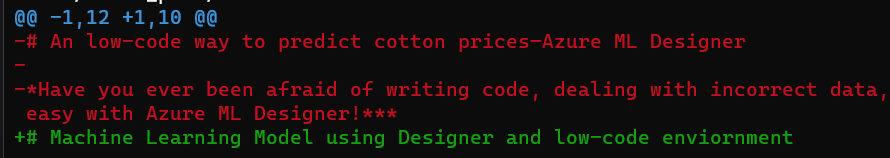 @@ -1,12 +1,10 @@
-# An low-code way to predict cotton prices-Azure ML Designer
-
-*Have you ever been afraid of writing code, dealing with incorrect data,
easy with Azure ML Designer!***
+# Machine Learning Model using Designer and low-code enviornment